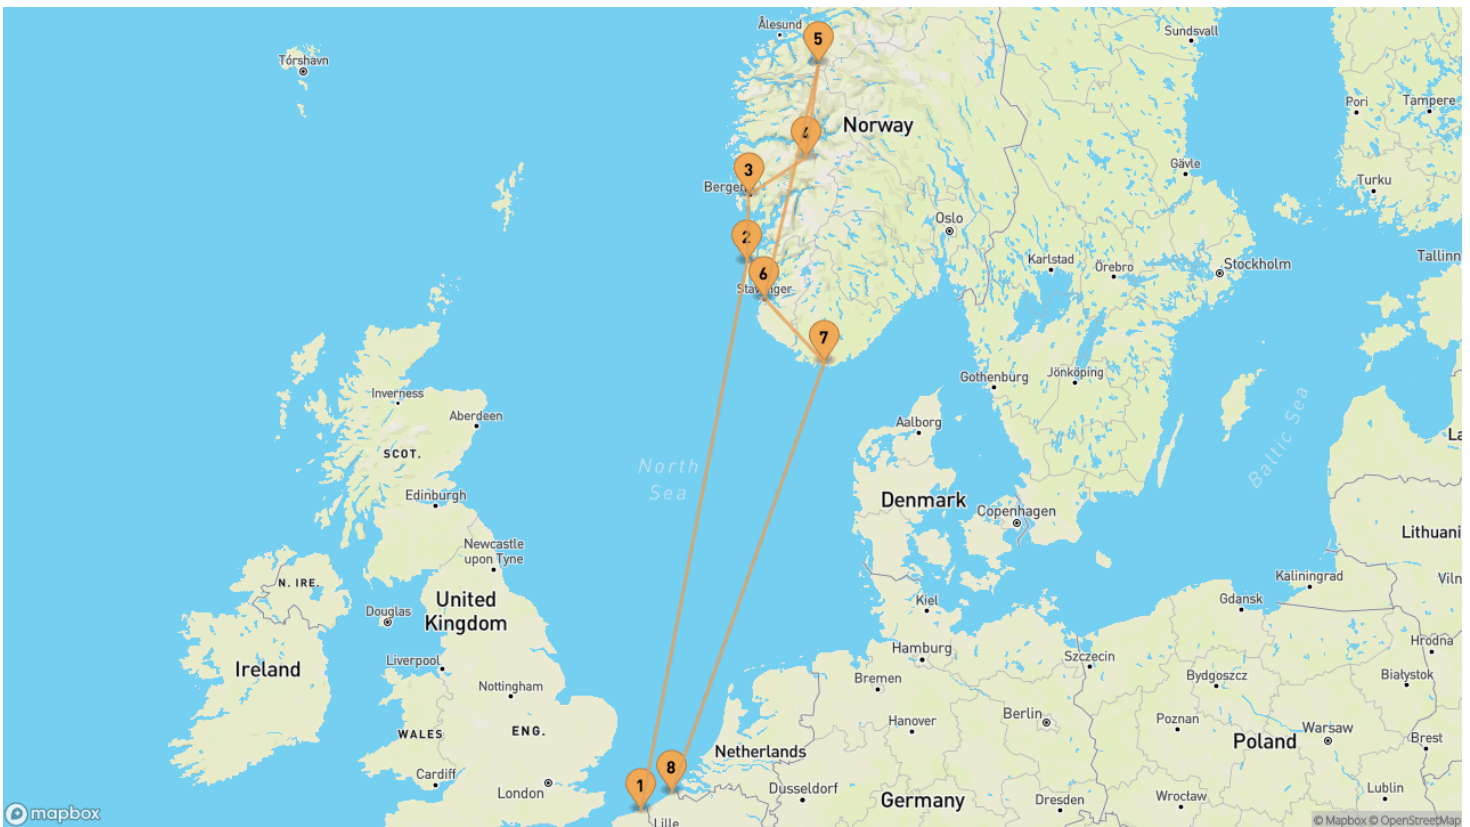 Ålesund
5
Sundsvall
Tórshavn
Pori
Tampere
Norway
4
Gävle
3
Bergen
Turku
Oslo
2
Karlstad
Örebro
Stockholm
Tallinn
6
Stavanger
7
Gothenburg
Jönköping
Inverness
Aberdeen
Aalborg
Baltic Sea
SCOT.
La
North
Sea
Edinburgh
Denmark
Copenhagen
Lithuani
Newcastle
upon Tyne
N. IRE.
Kaliningrad
Viln
United
Kingdom
Douglas
Kiel
Gdansk
Hrodna
Ireland
Liverpool
Hamburg
Szczecin
Nottingham
Bremen
Bydgoszcz
Białystok
WALES
ENG.
Hanover
Berlin
Poznan
Warsaw
Poland
Brest
Netherlands
Cardiff
8
1
London
Dusseldorf
Germany
Dresden
Wrocław
Lublin
mapbox
Lille
© Mapbox © OpenStreetMap